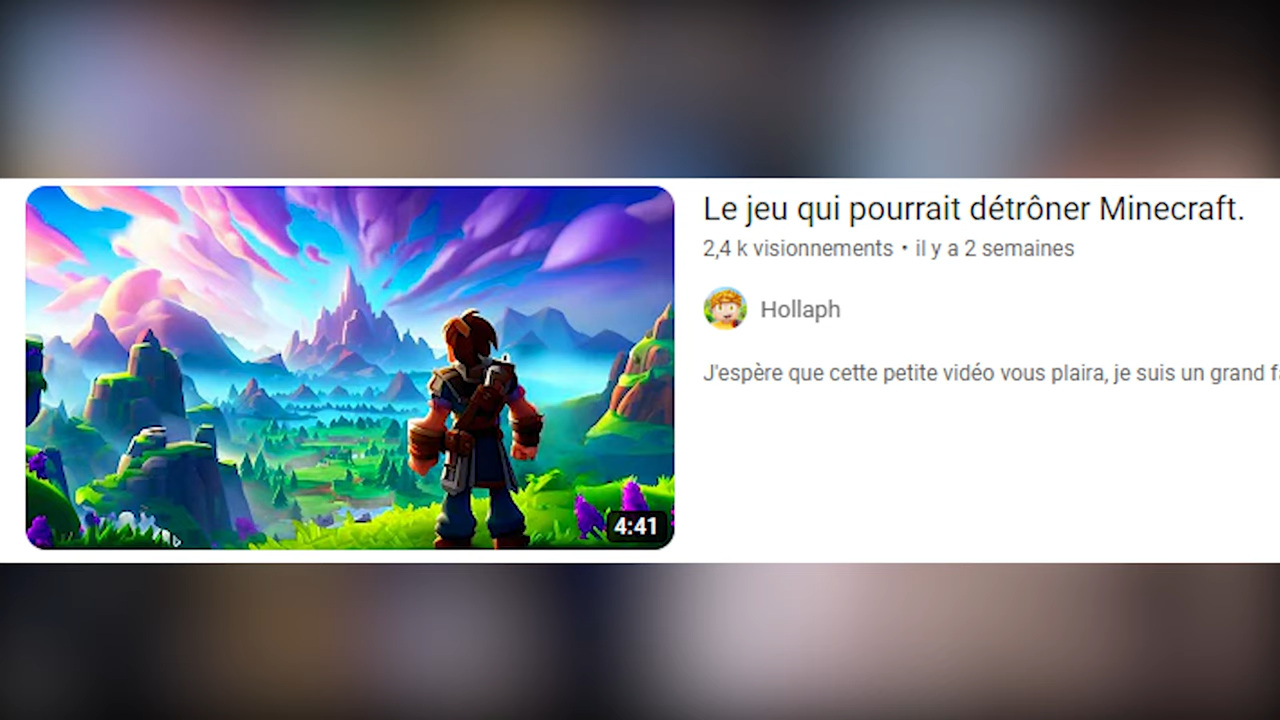 Le jeu qui pourrait détrôner Minecraft.
2,4 k visionnements • il y a 2 semaines
Hollaph
J'espère que cette petite vidéo vous plaira, je suis un grand
4:41